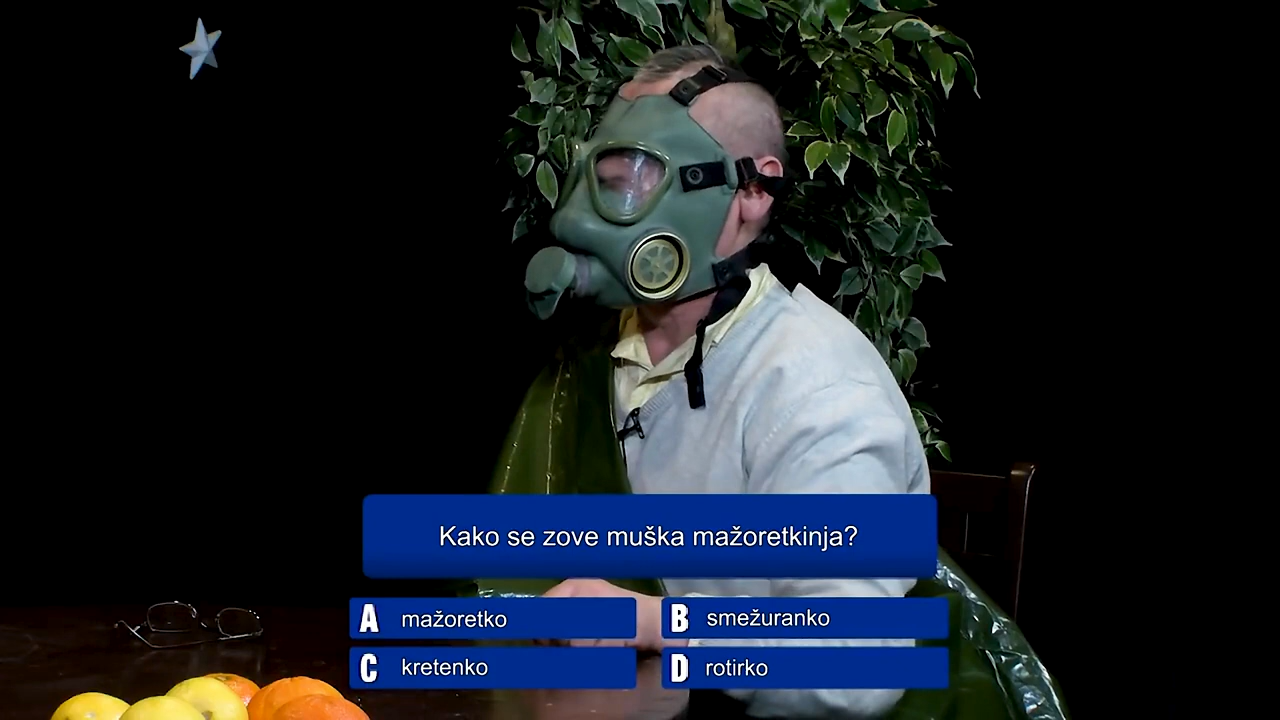 Kako se zove muška mažoretkinja?
A mažoretko
B smežuranko
C kretenko
D rotirko